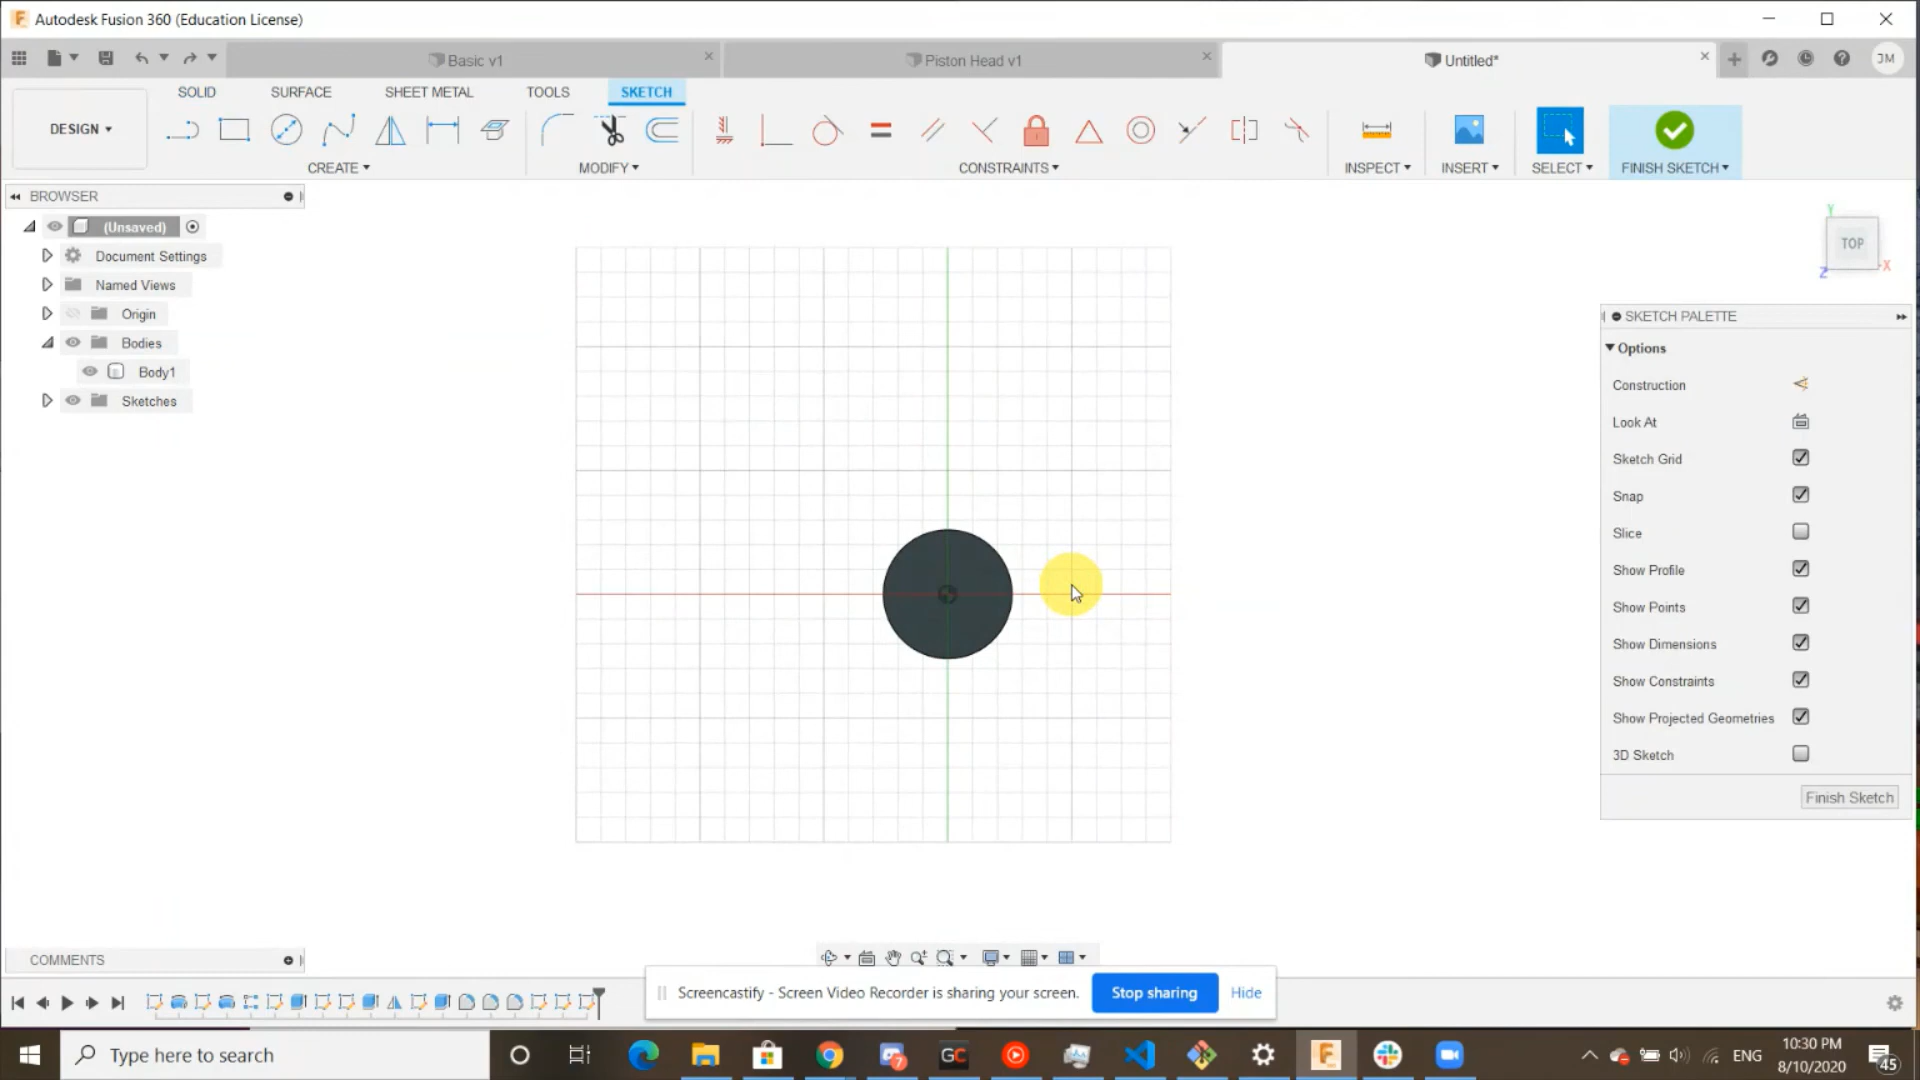 Autodesk Fusion 360 (Education License)
Basic v1
Piston Head v1
Untitled*
JM
DESIGN
SOLID
SURFACE
SHEET METAL
TOOLS
SKETCH
CREATE
MODIFY
CONSTRAINTS
INSPECT
INSERT
SELECT
FINISH SKETCH
BROWSER
(Unsaved)
Document Settings
Named Views
Origin
Bodies
Body1
Sketches
Y
TOP
Z
X
SKETCH PALETTE
Options
Construction
Look At
Sketch Grid
Snap
Slice
Show Profile
Show Points
Show Dimensions
Show Constraints
Show Projected Geometries
3D Sketch
Finish Sketch
COMMENTS
Screencastify - Screen Video Recorder is sharing your screen.
Stop sharing
Hide
Type here to search
7
GC
ENG
10:30 PM
8/10/2020
45